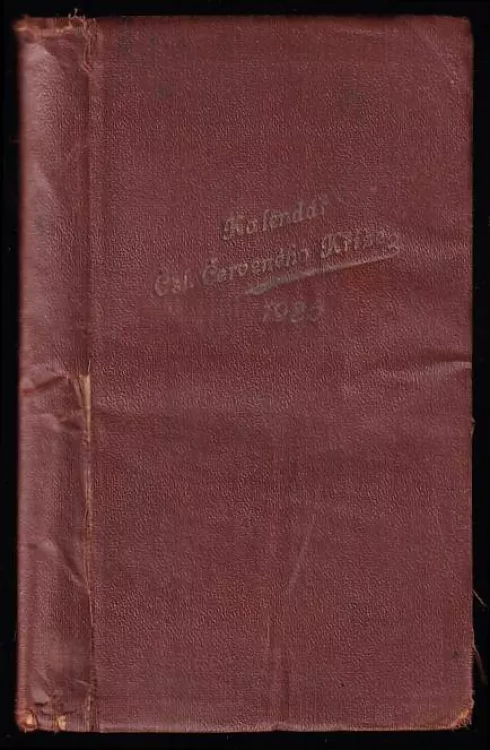 Kalendář
Čsl. Červeného Kříže